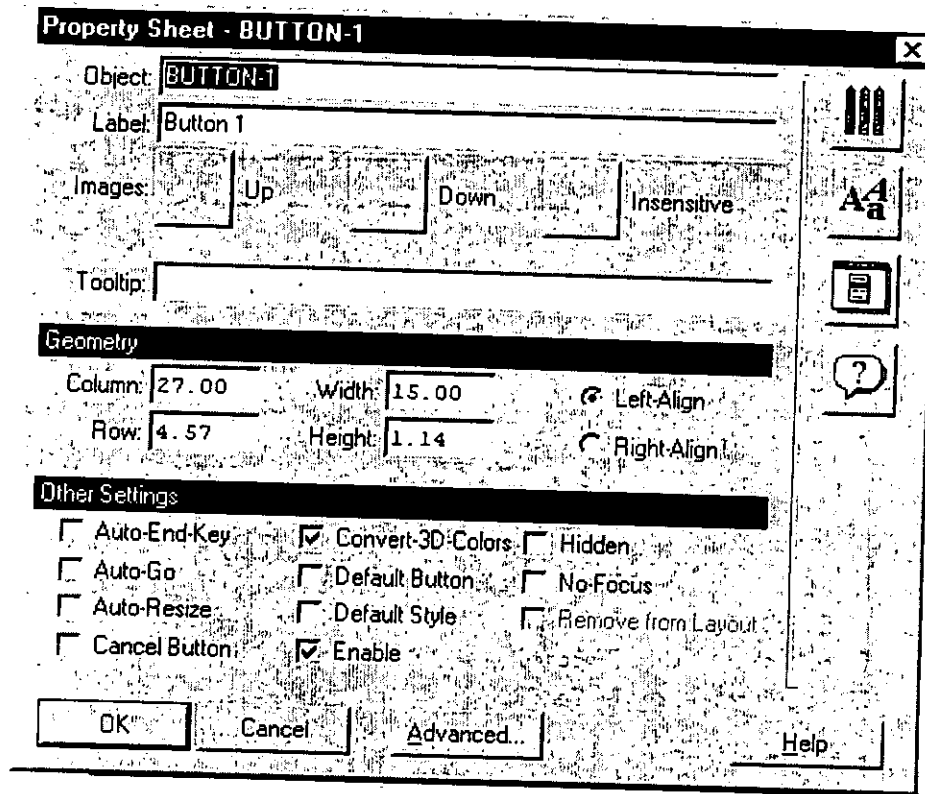 Property Sheet - BUTTON-1
Object: BUTTON-1
Label: Button 1
Images: Up Down Insensitive
Tooltip:
Geometry
Column: 27.00 Width: 15.00 Left-Align
Row: 4.57 Height: 1.14 Right-Align
Other Settings
Auto-End-Key Convert-3D-Colors Hidden
Auto-Go Default Button No-Focus
Auto-Resize Default Style Remove from Layout
Cancel Button Enable
OK Cancel Advanced... Help